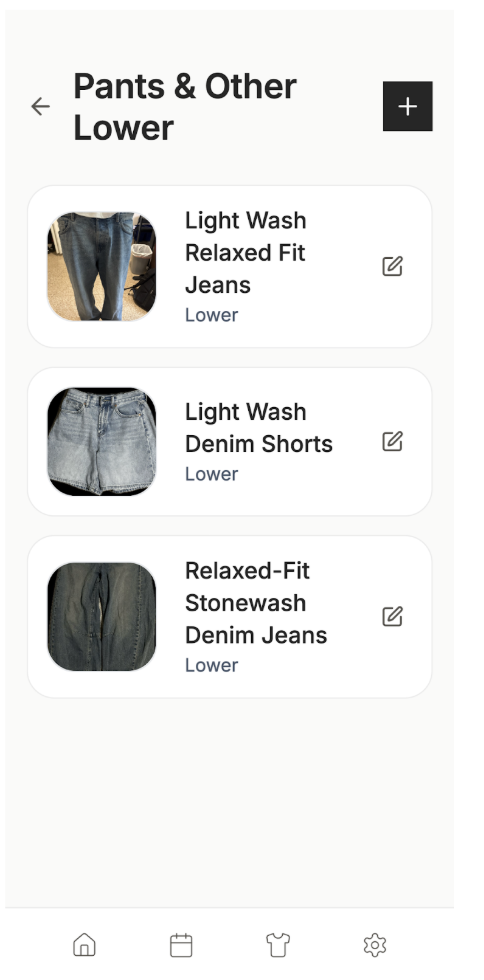 Pants & Other
Lower
Light Wash
Relaxed Fit
Jeans
Lower
Light Wash
Denim Shorts
Lower
Relaxed-Fit
Stonewash
Denim Jeans
Lower